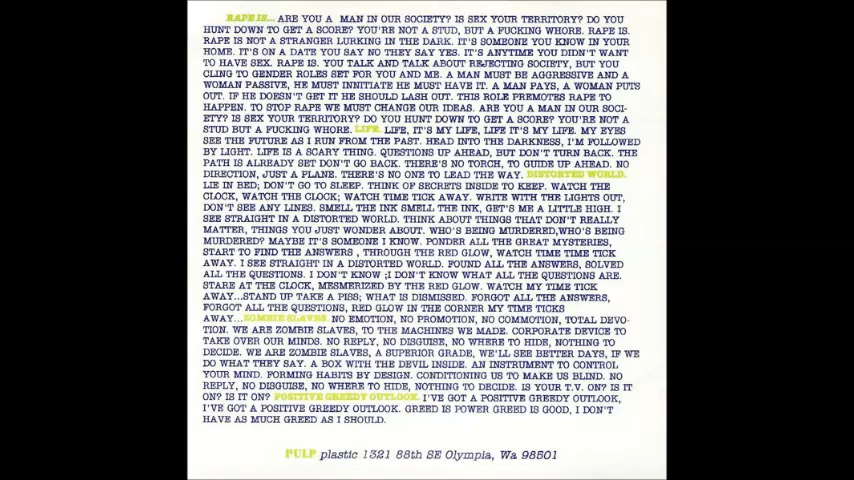 RAPE IS... ARE YOU A MAN IN OUR SOCIETY? IS SEX YOUR TERRITORY? DO YOU
HUNT DOWN TO GET A SCORE? YOU'RE NOT A STUD, BUT A FUCKING WHORE. RAPE IS.
RAPE IS NOT A STRANGER LURKING IN THE DARK. IT'S SOMEONE YOU KNOW IN YOUR
HOME. IT'S ON A DATE YOU SAY NO THEY SAY YES. IT'S ANYTIME YOU DIDN'T WANT
TO HAVE SEX. RAPE IS. YOU TALK AND TALK ABOUT REJECTING SOCIETY, BUT YOU
CLING TO GENDER ROLES SET FOR YOU AND ME. A MAN MUST BE AGGRESSIVE AND A
WOMAN PASSIVE, HE MUST INNITIATE HE MUST HAVE IT. A MAN PAYS, A WOMAN PUTS
OUT. IF HE DOESN'T GET IT HE SHOULD LASH OUT. THIS ROLE PREMOTES RAPE TO
HAPPEN. TO STOP RAPE WE MUST CHANGE OUR IDEAS. ARE YOU A MAN IN OUR SOCI-
ETY? IS SEX YOUR TERRITORY? DO YOU HUNT DOWN TO GET A SCORE? YOU'RE NOT A
STUD BUT A FUCKING WHORE. LIFE. LIFE, IT'S MY LIFE, LIFE IT'S MY LIFE. MY EYES
SEE THE FUTURE AS I RUN FROM THE PAST. HEAD INTO THE DARKNESS, I'M FOLLOWED
BY LIGHT. LIFE IS A SCARY THING. QUESTIONS UP AHEAD, BUT DON'T TURN BACK. THE
PATH IS ALREADY SET DON'T GO BACK. THERE'S NO TORCH, TO GUIDE UP AHEAD. NO
DIRECTION, JUST A PLANE. THERE'S NO ONE TO LEAD THE WAY. DISTORTED WORLD.
LIE IN BED; DON'T GO TO SLEEP. THINK OF SECRETS INSIDE TO KEEP. WATCH THE
CLOCK, WATCH THE CLOCK; WATCH TIME TICK AWAY. WRITE WITH THE LIGHTS OUT,
DON'T SEE ANY LINES. SMELL THE INK SMELL THE INK, GET'S ME A LITTLE HIGH. I
SEE STRAIGHT IN A DISTORTED WORLD. THINK ABOUT THINGS THAT DON'T REALLY
MATTER, THINGS YOU JUST WONDER ABOUT. WHO'S BEING MURDERED,WHO'S BEING
MURDERED? MAYBE IT'S SOMEONE I KNOW. PONDER ALL THE GREAT MYSTERIES,
START TO FIND THE ANSWERS , THROUGH THE RED GLOW, WATCH TIME TIME TICK
AWAY. I SEE STRAIGHT IN A DISTORTED WORLD. FOUND ALL THE ANSWERS, SOLVED
ALL THE QUESTIONS. I DON'T KNOW ;I DON'T KNOW WHAT ALL THE QUESTIONS ARE.
STARE AT THE CLOCK, MESMERIZED BY THE RED GLOW. WATCH MY TIME TICK
AWAY...STAND UP TAKE A PISS; WHAT IS DISMISSED. FORGOT ALL THE ANSWERS,
FORGOT ALL THE QUESTIONS, RED GLOW IN THE CORNER MY TIME TICKS
AWAY...ZOMBIE SLAVES. NO EMOTION, NO PROMOTION, NO COMMOTION, TOTAL DEVO-
TION. WE ARE ZOMBIE SLAVES, TO THE MACHINES WE MADE. CORPORATE DEVICE TO
TAKE OVER OUR MINDS. NO REPLY, NO DISGUISE, NO WHERE TO HIDE, NOTHING TO
DECIDE. WE ARE ZOMBIE SLAVES, A SUPERIOR GRADE, WE'LL SEE BETTER DAYS, IF WE
DO WHAT THEY SAY. A BOX WITH THE DEVIL INSIDE. AN INSTRUMENT TO CONTROL
YOUR MIND. FORMING HABITS BY DESIGN. CONDITIONING US TO MAKE US BLIND. NO
REPLY, NO DISGUISE, NO WHERE TO HIDE, NOTHING TO DECIDE. IS YOUR T.V. ON? IS IT
ON? IS IT ON? POSITIVE GREEDY OUTLOOK. I'VE GOT A POSITIVE GREEDY OUTLOOK,
I'VE GOT A POSITIVE GREEDY OUTLOOK. GREED IS POWER GREED IS GOOD, I DON'T
HAVE AS MUCH GREED AS I SHOULD.
PULP plastic 1321 88th SE Olympia, Wa 98501